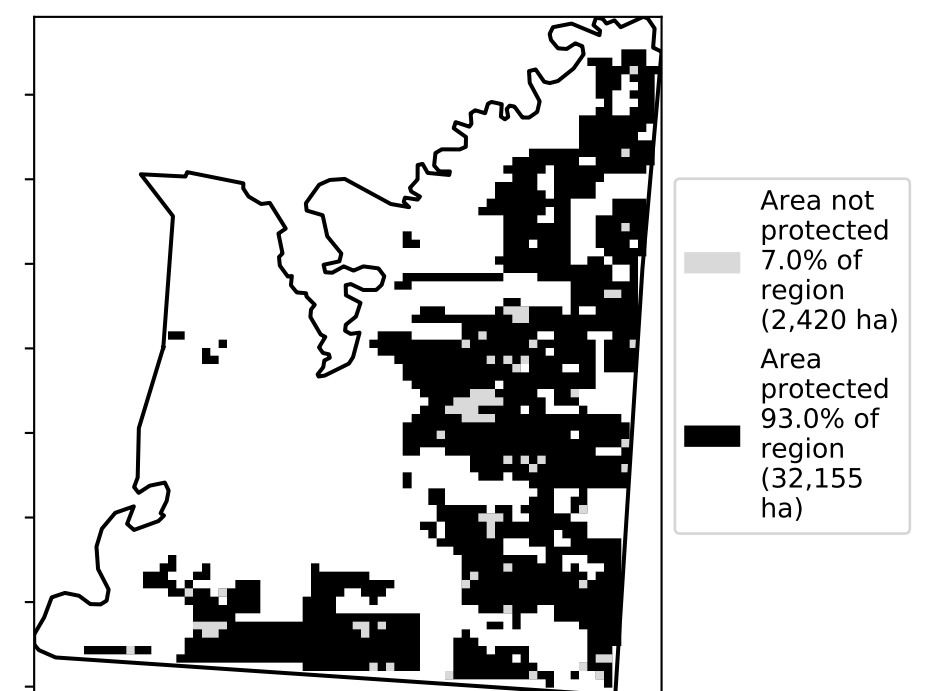 Area not
protected
7.0% of
region
(2,420 ha)
Area
protected
93.0% of
region
(32,155
ha)